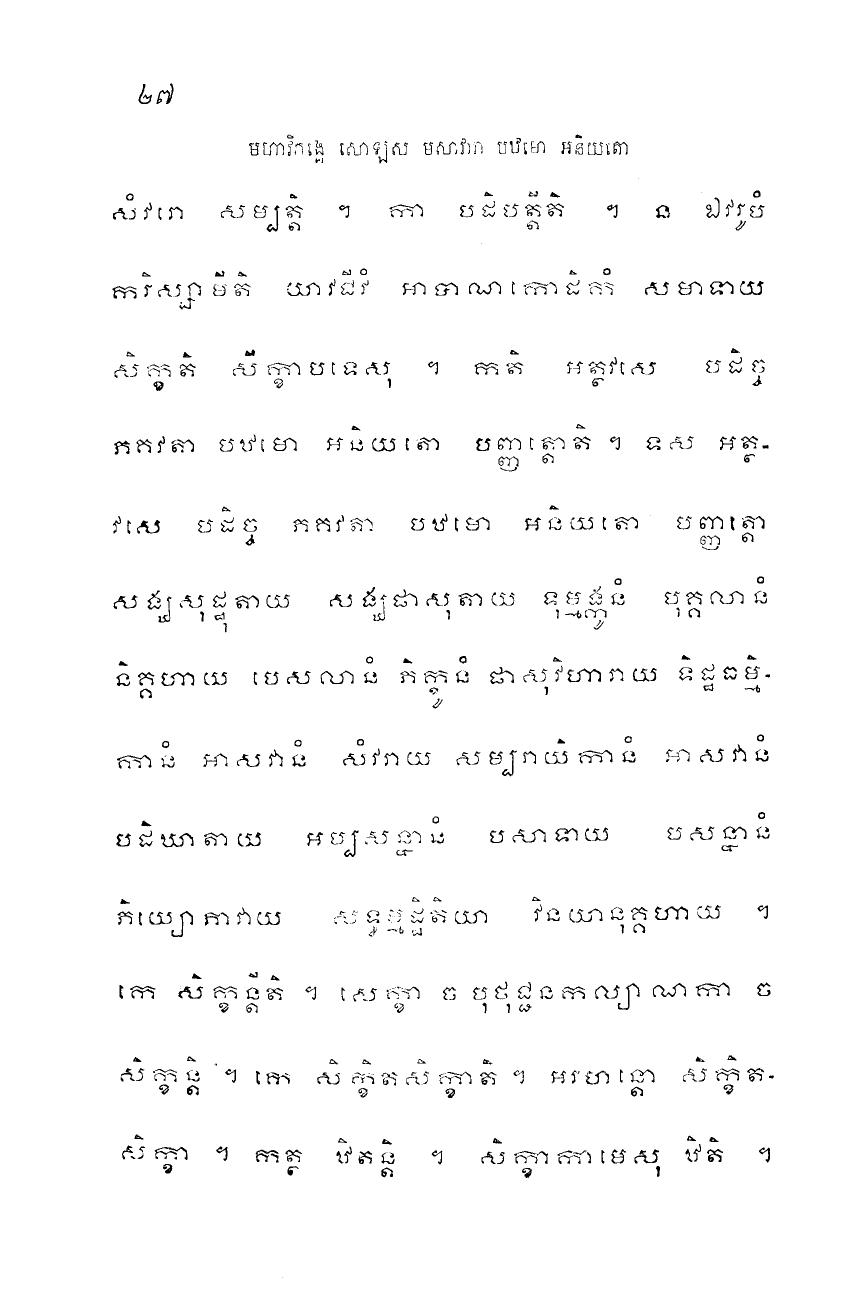 ២៧
មហាវិភង្គេ សោឡស មហាវារា បឋមោ អនិយតោ
សំវរោ សម្បត្តិ ។ កា បដិបត្តីតិ ។ ន ឯវរូបំ
ករិស្សាមីតិ យាវជីវំ អាបាណកោដិកំ សមាទាយ
សិក្ខតិ សិក្ខាបទេសុ ។ កតិ អត្ថវសេ បដិច្ច
ភគវតា បឋមោ អនិយតោ បញ្ញត្តោតិ ។ ទស អត្ថ-
វសេ បដិច្ច ភគវតា បឋមោ អនិយតោ បញ្ញត្តោ
សង្ឃសុដ្ឋុតាយ សង្ឃផាសុតាយ ទុម្មង្កូនំ បុគ្គលានំ
និគ្គហាយ បេសលានំ ភិក្ខូនំ ផាសុវិហារាយ ទិដ្ឋធម្មិ-
កានំ អាសវានំ សំវរាយ សម្បរាយិកានំ អាសវានំ
បដិឃាតាយ អប្បសន្នានំ បសាទាយ បសន្នានំ
ភិយ្យោភាវាយ សទ្ធម្មដ្ឋិតិយា វិនយានុគ្គហាយ ។
កេ សិក្ខន្តីតិ ។ សេក្ខា ច បុថុជ្ជនកល្យាណកា ច
សិក្ខន្តិ ។ កេ សិក្ខិតសិក្ខាតិ ។ អរហន្តោ សិក្ខិត-
សិក្ខា ។ កត្ថ ឋិតន្តិ ។ សិក្ខាកាមេសុ ឋិតិ ។